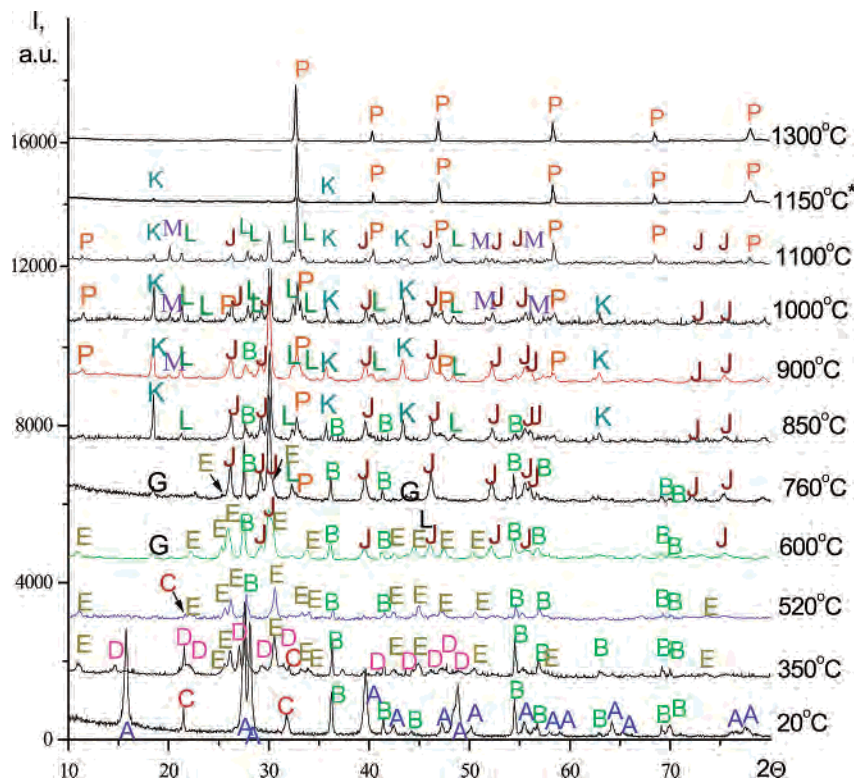 I,
a.u.
P
P P P P P
16000 1300°C
P P P P P
K K 1150°C*
P K M L J L L L L K J P K J P L M J M P P J J P
12000 1100°C
P K M L L P J L L J L L P K J L K J P L M J M P K J J
1000°C
P K M L J B J L P L K J L K J P L J J J P K J J
900°C
K L J B J L P K B J B K J L J B J J K J J
8000 850°C
G E J B J J E L P B J B G J J B J J B B B J
760°C
G E E B J J E E B J B E E L J E E J B J B B B J
600°C
C E E E B E E E B B E E E B B B B E
4000 520°C
E D D D E E D B D E E D C E E B D E D E D D E B B E B B B E
350°C
A C A A C B A B A B A A A B A B A A B A A B B A A
0 20°C
10 20 30 40 50 60 70 2Θ